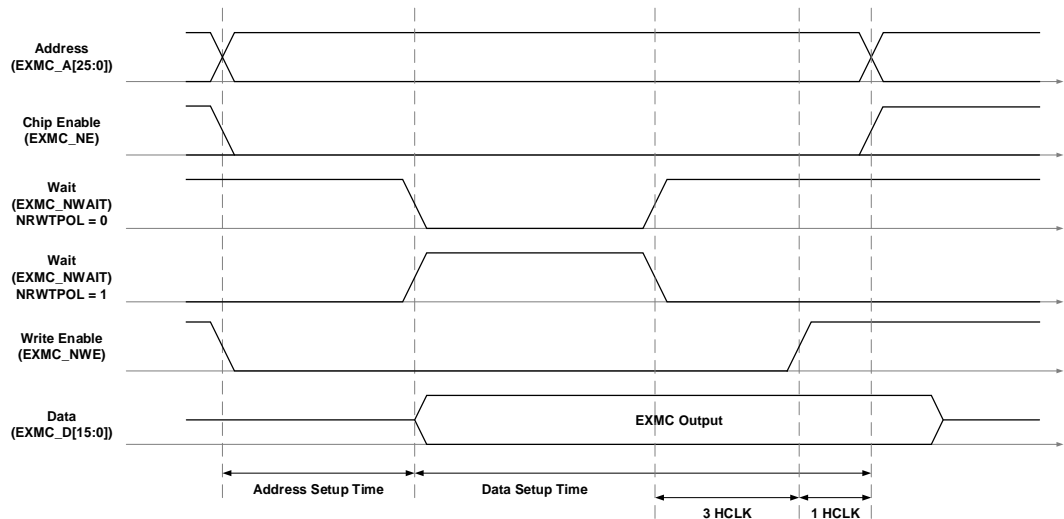 Address
(EXMC_A[25:0])
Chip Enable
(EXMC_NE)
Wait
(EXMC_NWAIT)
NRWTPOL = 0
Wait
(EXMC_NWAIT)
NRWTPOL = 1
Write Enable
(EXMC_NWE)
Data
(EXMC_D[15:0])
EXMC Output
Address Setup Time
Data Setup Time
3 HCLK
1 HCLK